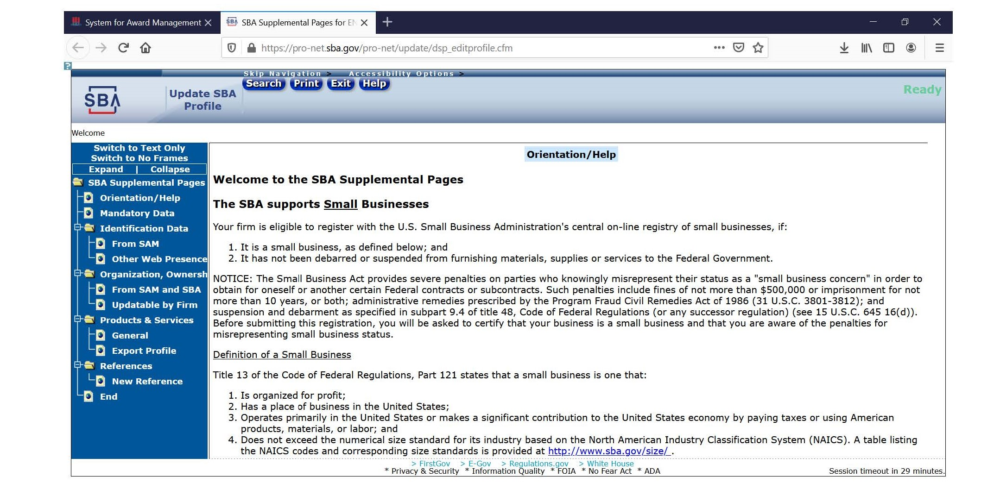 System for Award Management
SBA Supplemental Pages for EN
https://pro-net.sba.gov/pro-net/update/dsp_editprofile.cfm
?
Skip Navigation > Accessibility Options >
Search Print Exit Help
SBA
Update SBA
Profile
Ready
Welcome
Switch to Text Only
Switch to No Frames
Expand | Collapse
SBA Supplemental Pages
Orientation/Help
Mandatory Data
Identification Data
From SAM
Other Web Presence
Organization, Ownersh
From SAM and SBA
Updatable by Firm
Products & Services
General
Export Profile
References
New Reference
End
Orientation/Help
Welcome to the SBA Supplemental Pages
The SBA supports Small Businesses
Your firm is eligible to register with the U.S. Small Business Administration's central on-line registry of small businesses, if:
1. It is a small business, as defined below; and
2. It has not been debarred or suspended from furnishing materials, supplies or services to the Federal Government.
NOTICE: The Small Business Act provides severe penalties on parties who knowingly misrepresent their status as a "small business concern" in order to
obtain for oneself or another certain Federal contracts or subcontracts. Such penalties include fines of not more than $500,000 or imprisonment for not
more than 10 years, or both; administrative remedies prescribed by the Program Fraud Civil Remedies Act of 1986 (31 U.S.C. 3801-3812); and
suspension and debarment as specified in subpart 9.4 of title 48, Code of Federal Regulations (or any successor regulation) (see 15 U.S.C. 645 16(d)).
Before submitting this registration, you will be asked to certify that your business is a small business and that you are aware of the penalties for
misrepresenting small business status.
Definition of a Small Business
Title 13 of the Code of Federal Regulations, Part 121 states that a small business is one that:
1. Is organized for profit;
2. Has a place of business in the United States;
3. Operates primarily in the United States or makes a significant contribution to the United States economy by paying taxes or using American
products, materials, or labor; and
4. Does not exceed the numerical size standard for its industry based on the North American Industry Classification System (NAICS). A table listing
the NAICS codes and corresponding size standards is provided at http://www.sba.gov/size/ .
> FirstGov > E-Gov > Regulations.gov > White House
* Privacy & Security * Information Quality * FOIA * No Fear Act * ADA
Session timeout in 29 minutes.